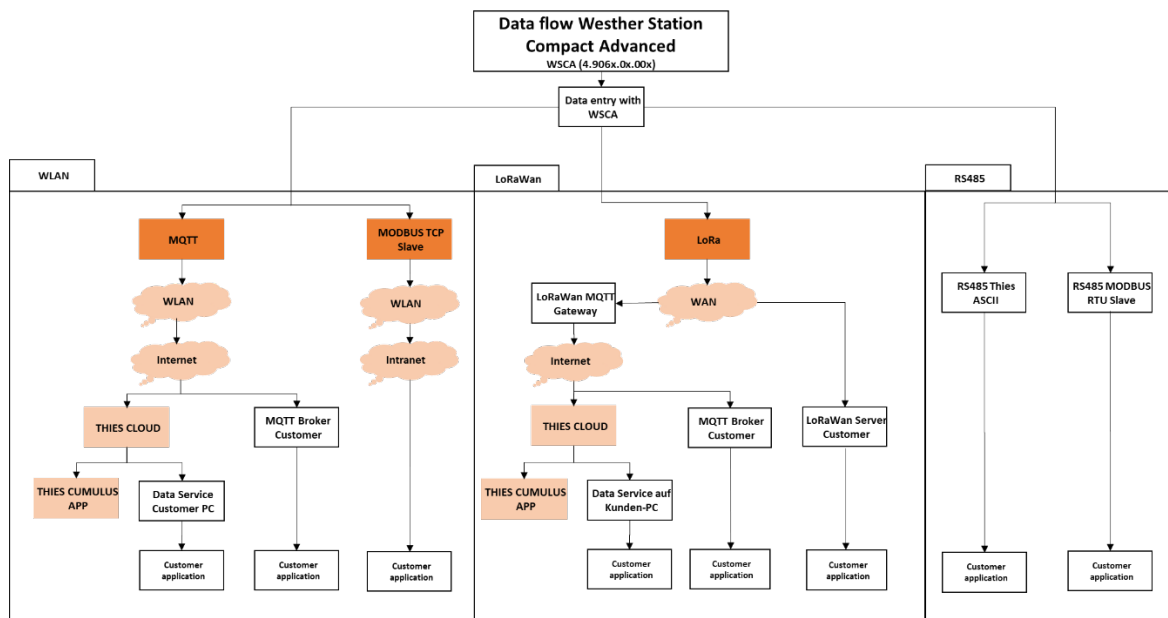 Data flow Westher Station
Compact Advanced
WSCA (4.906x.0x.00x)
Data entry with
WSCA
WLAN
LoRaWan
RS485
MQTT
MODBUS TCP
Slave
LoRa
WLAN
WLAN
LoRaWan MQTT
Gateway
WAN
RS485 Thies
ASCII
RS485 MODBUS
RTU Slave
Internet
Intranet
Internet
THIES CLOUD
MQTT Broker
Customer
THIES CLOUD
MQTT Broker
Customer
LoRaWan Server
Customer
THIES CUMULUS
APP
Data Service
Customer PC
THIES CUMULUS
APP
Data Service auf
Kunden-PC
Customer
application
Customer
application
Customer
application
Customer
application
Customer
application
Customer
application
Customer
application
Customer
application